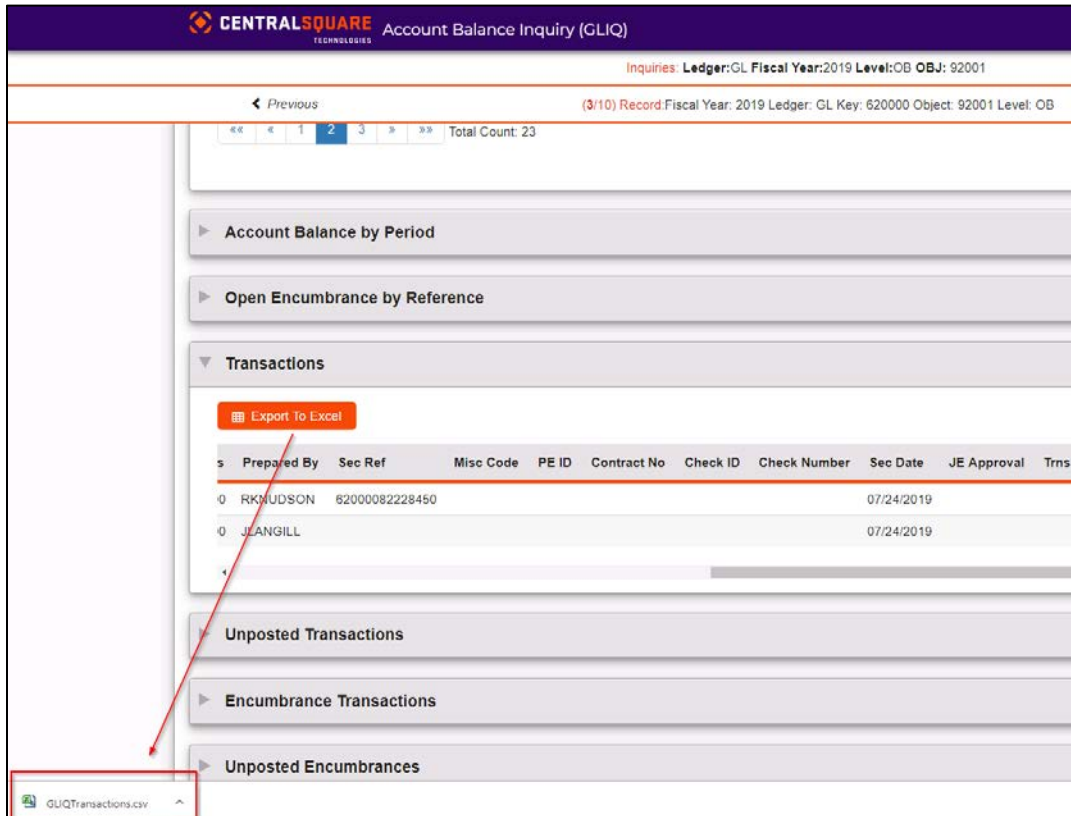 CENTRALSQUARE
TECHNOLOGIES
Account Balance Inquiry (GLIQ)
Inquiries: Ledger:GL Fiscal Year:2019 Level:OB OBJ: 92001
Previous
(3/10) Record:Fiscal Year: 2019 Ledger: GL Key: 620000 Object: 92001 Level: OB
«« « 1 2 3 » »» Total Count: 23
Account Balance by Period
Open Encumbrance by Reference
Transactions
Export To Excel
s Prepared By Sec Ref Misc Code PE ID Contract No Check ID Check Number Sec Date JE Approval Trns
0 RKNUDSON 62000082228450 07/24/2019
0 JLANGILL 07/24/2019
Unposted Transactions
Encumbrance Transactions
Unposted Encumbrances
GLIQTransactions.csv